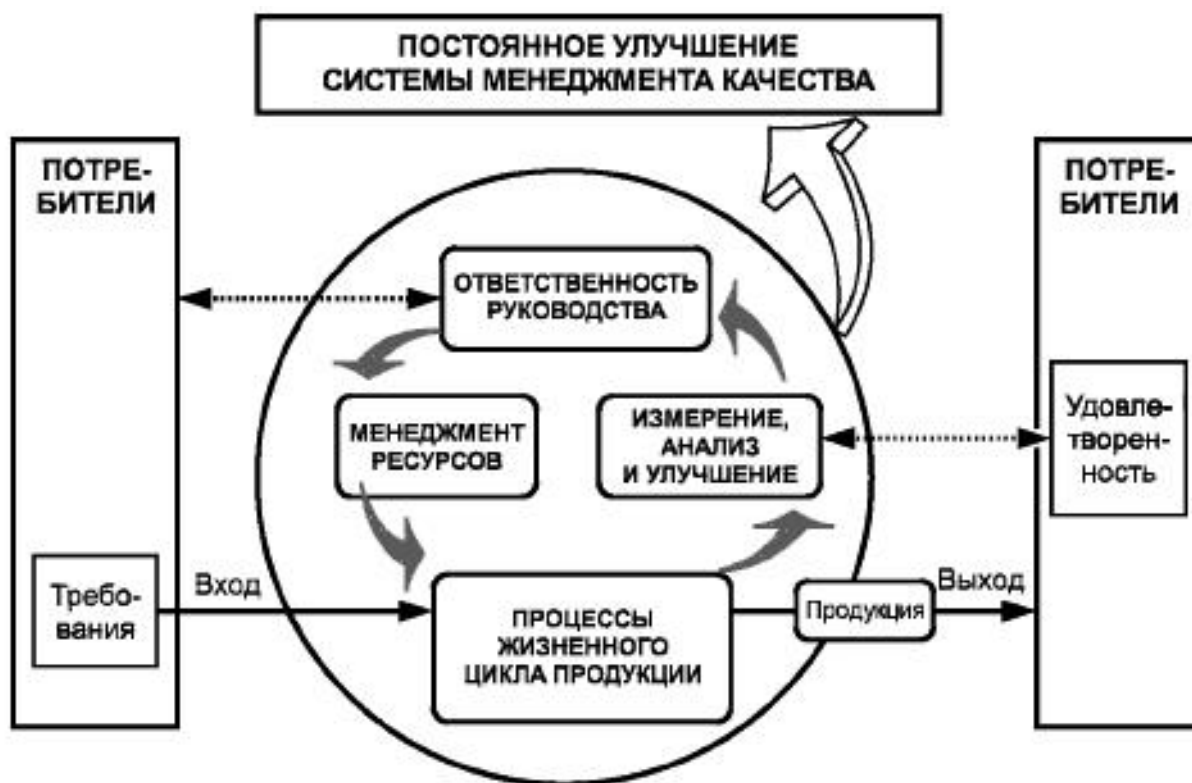 ПОСТОЯННОЕ УЛУЧШЕНИЕ
СИСТЕМЫ МЕНЕДЖМЕНТА КАЧЕСТВА
ПОТРЕ-
БИТЕЛИ
ПОТРЕ-
БИТЕЛИ
ОТВЕТСТВЕННОСТЬ
РУКОВОДСТВА
МЕНЕДЖМЕНТ
РЕСУРСОВ
ИЗМЕРЕНИЕ,
АНАЛИЗ
И УЛУЧШЕНИЕ
Удовле-
творен-
ность
Требо-
вания
Вход
ПРОЦЕССЫ
ЖИЗНЕННОГО
ЦИКЛА ПРОДУКЦИИ
Продукция
Выход